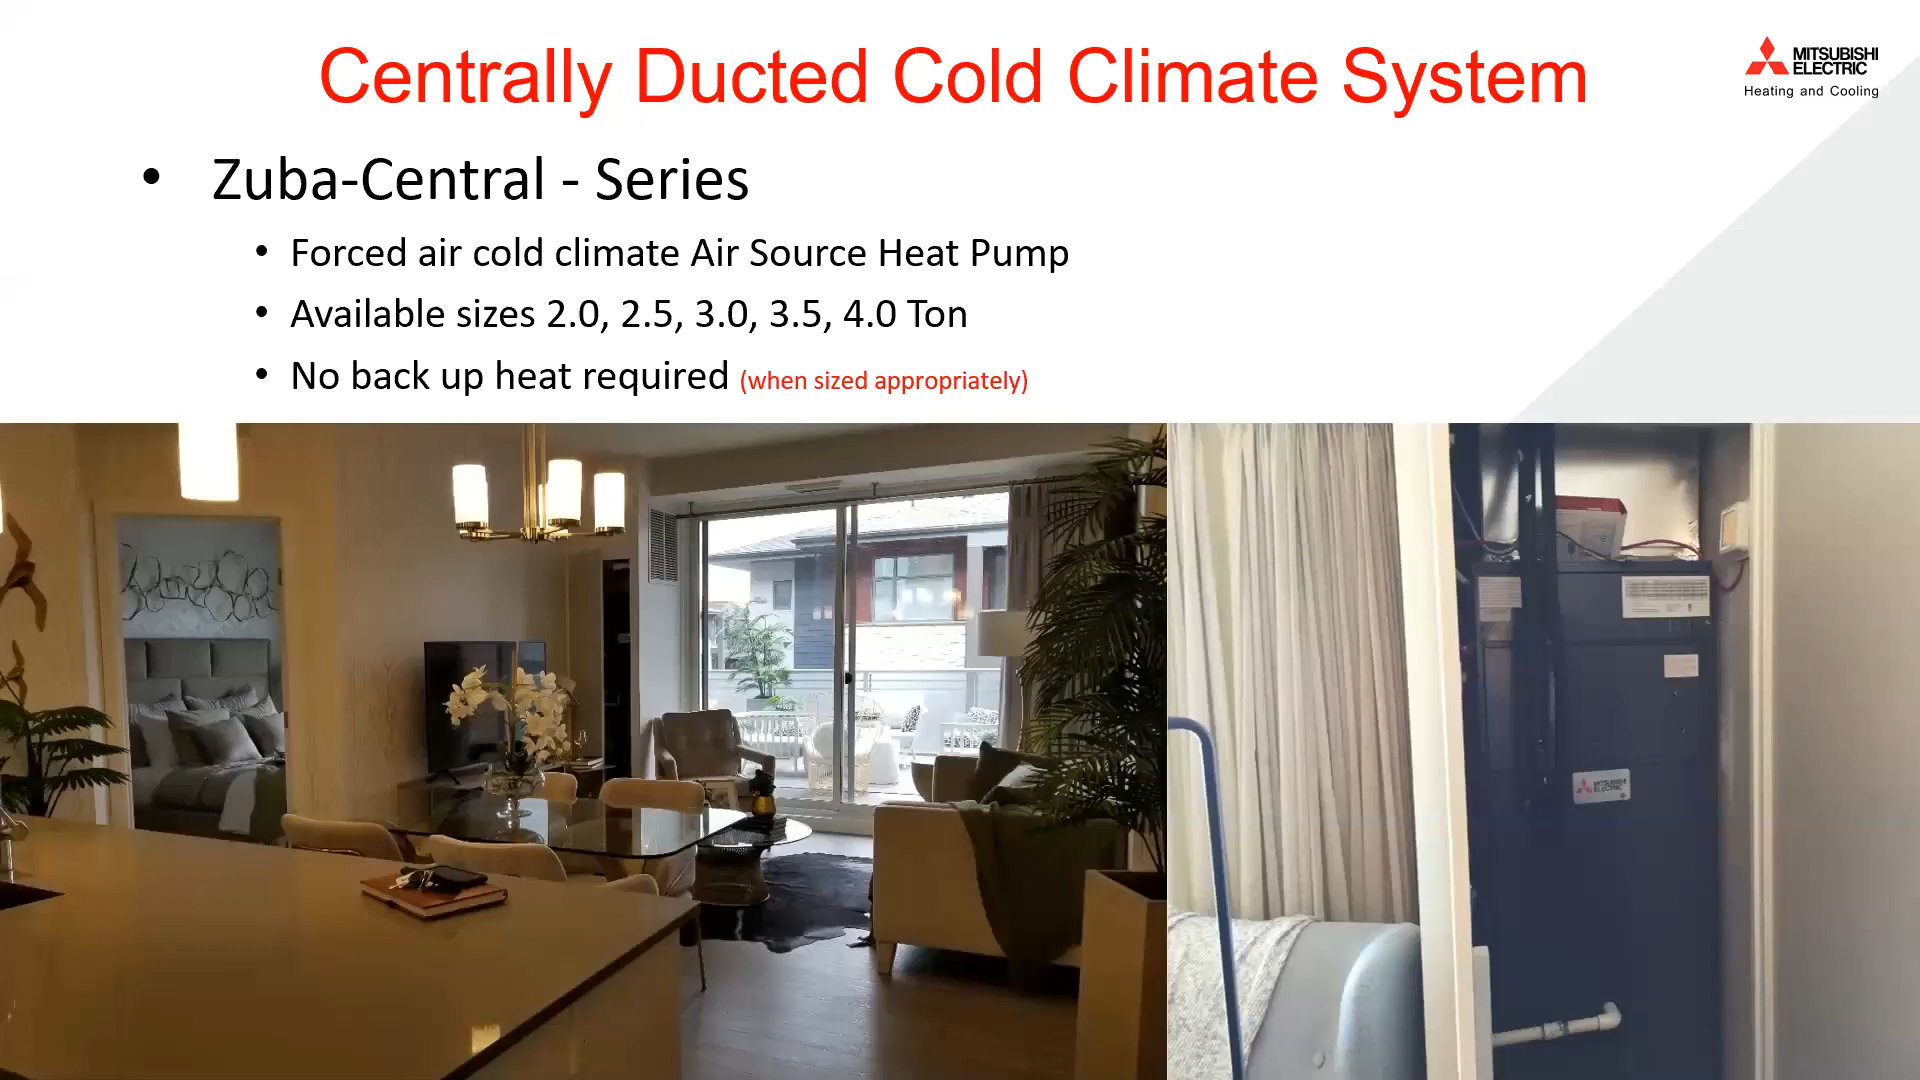 Centrally Ducted Cold Climate System
MITSUBISHI
ELECTRIC
Heating and Cooling
• Zuba-Central - Series
• Forced air cold climate Air Source Heat Pump
• Available sizes 2.0, 2.5, 3.0, 3.5, 4.0 Ton
• No back up heat required (when sized appropriately)
MITSUBISHI
ELECTRIC